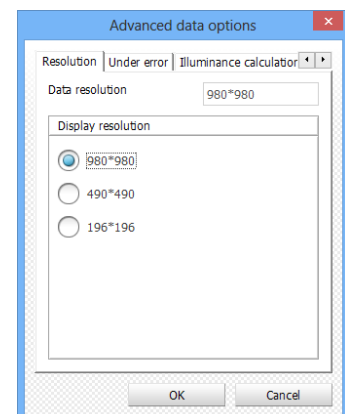 Advanced data options
Resolution Under error Illuminance calculation
Data resolution 980*980
Display resolution
980*980
490*490
196*196
OK Cancel